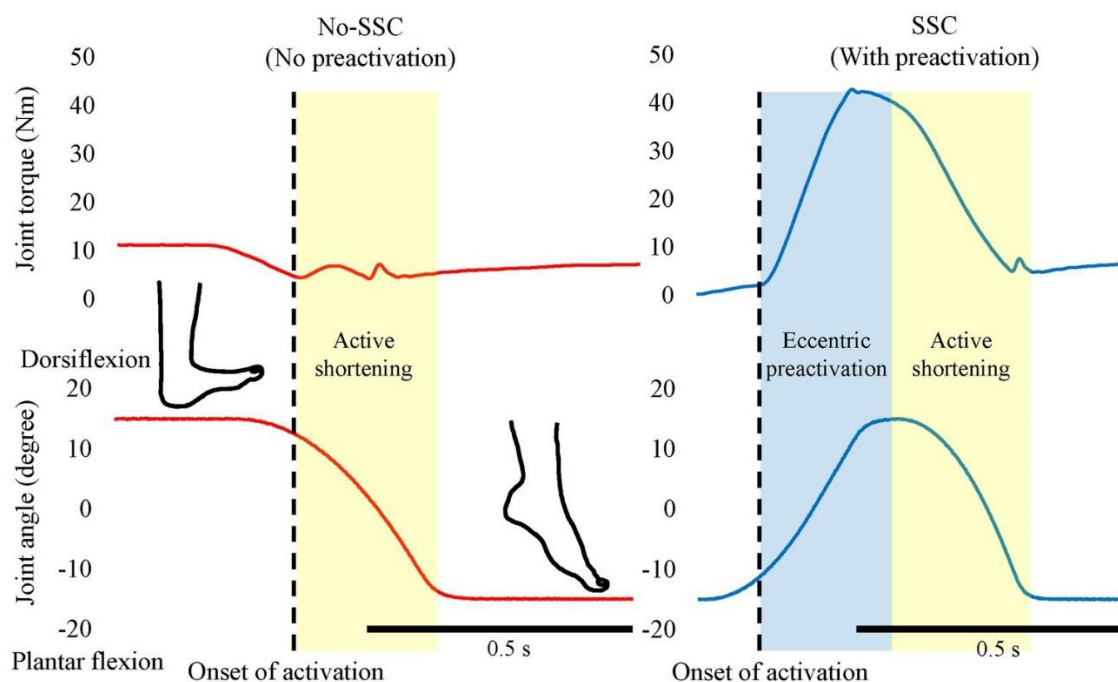 No-SSC
(No preactivation)
50
40
30
20
10
0
Joint torque (Nm)
Active
shortening
Dorsiflexion
20
10
0
-10
-20
Joint angle (degree)
0.5 s
Plantar flexion
Onset of activation
SSC
(With preactivation)
50
40
30
20
10
0
Eccentric
preactivation
Active
shortening
20
10
0
-10
-20
0.5 s
Onset of activation